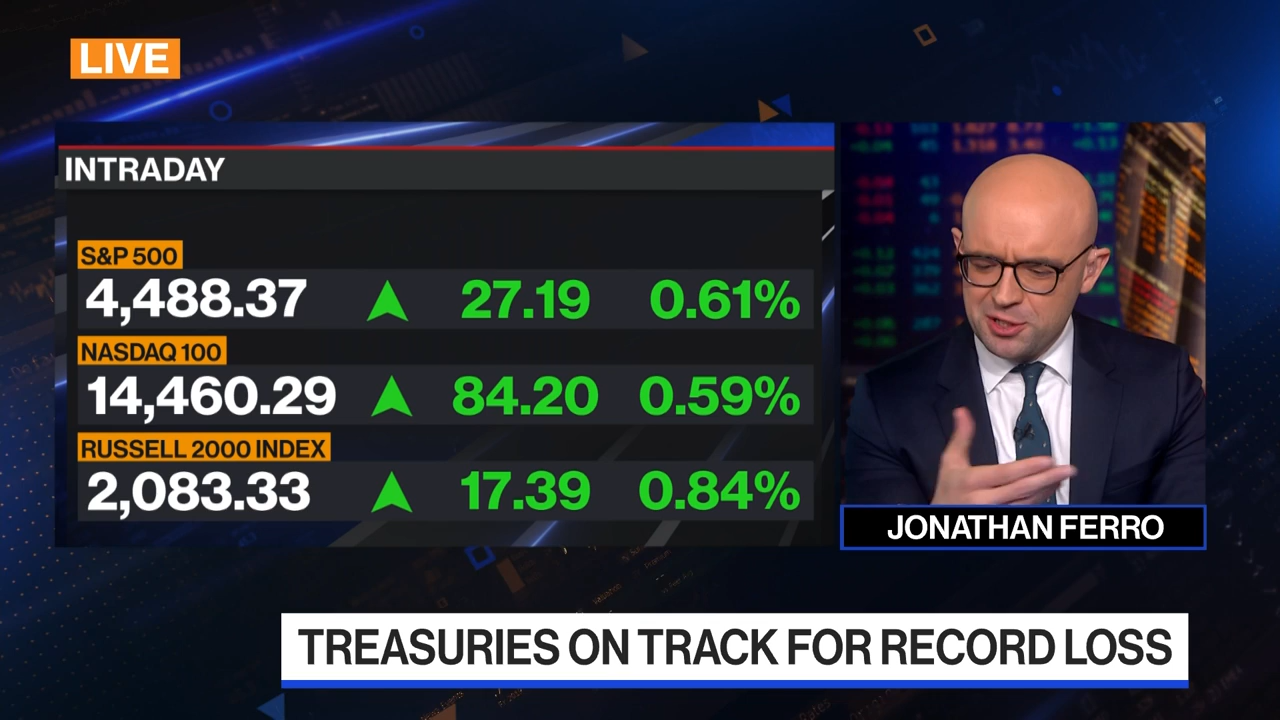 LIVE
INTRADAY
S&P 500
4,488.37 ▲ 27.19 0.61%
NASDAQ 100
14,460.29 ▲ 84.20 0.59%
RUSSELL 2000 INDEX
2,083.33 ▲ 17.39 0.84%
JONATHAN FERRO
TREASURIES ON TRACK FOR RECORD LOSS